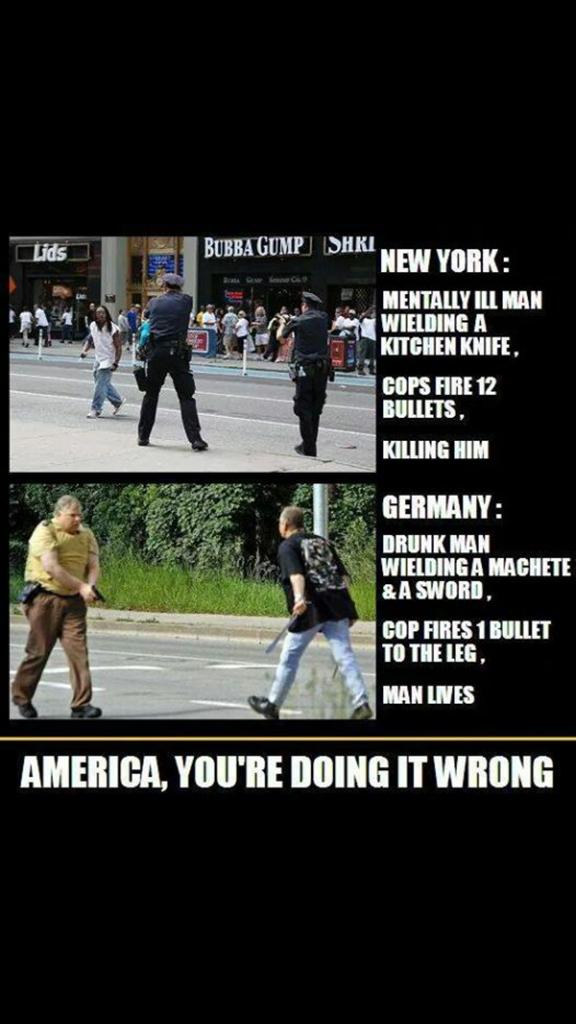 Lids
BUBBA GUMP SHRI
NEW YORK :
MENTALLY ILL MAN
WIELDING A
KITCHEN KNIFE ,
COPS FIRE 12
BULLETS ,
KILLING HIM
GERMANY :
DRUNK MAN
WIELDING A MACHETE
& A SWORD ,
COP FIRES 1 BULLET
TO THE LEG ,
MAN LIVES
AMERICA, YOU'RE DOING IT WRONG